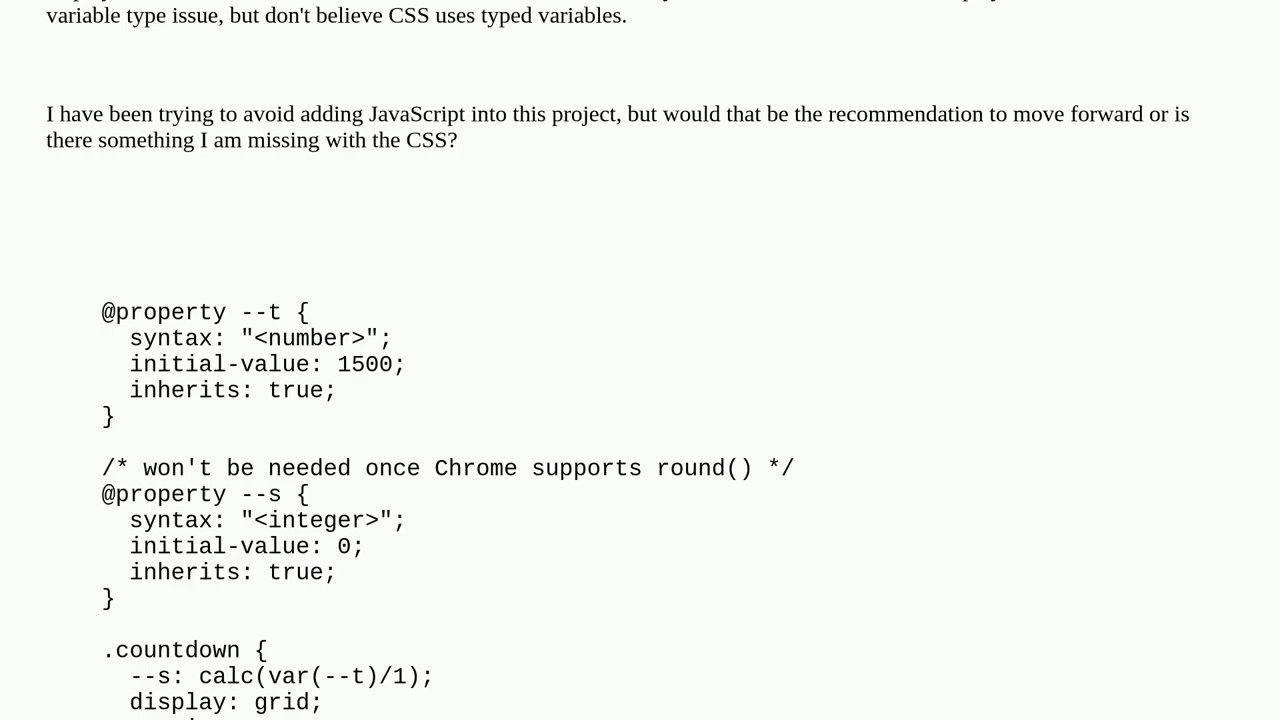 variable type issue, but don't believe CSS uses typed variables.
I have been trying to avoid adding JavaScript into this project, but would that be the recommendation to move forward or is
there something I am missing with the CSS?
@property --t {
  syntax: "<number>";
  initial-value: 1500;
  inherits: true;
}
/* won't be needed once Chrome supports round() */
@property --s {
  syntax: "<integer>";
  initial-value: 0;
  inherits: true;
}
.countdown {
  --s: calc(var(--t)/1);
  display: grid;